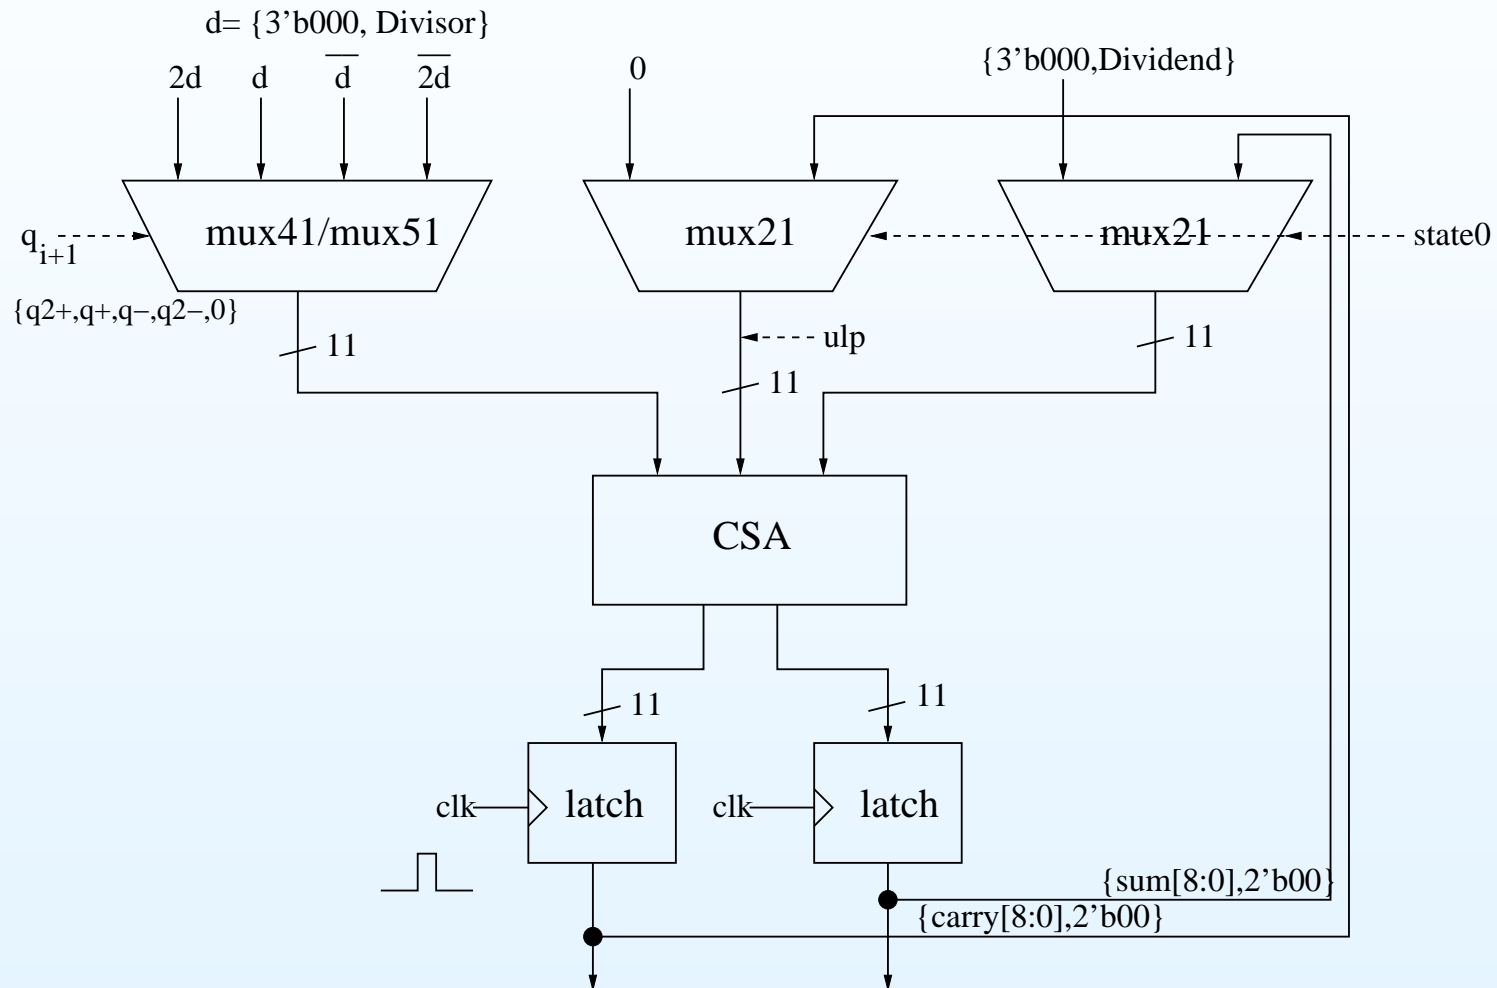 d= {3’b000, Divisor}
2d d d 2d
0
{3’b000,Dividend}
q i+1
mux41/mux51
mux21
mux21
state0
{q2+,q+,q−,q2−,0}
11
ulp
11
11
CSA
11
11
clk
latch
clk
latch
{sum[8:0],2’b00}
{carry[8:0],2’b00}